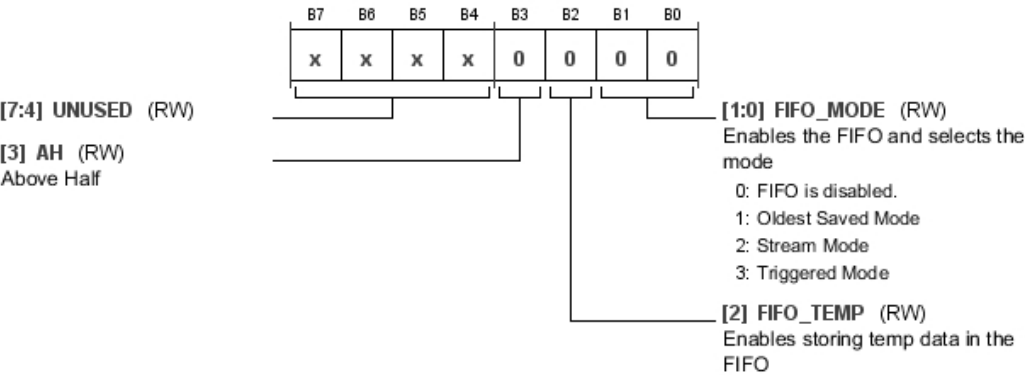 B7 B6 B5 B4 B3 B2 B1 B0
x x x x 0 0 0 0
[7:4] UNUSED (RW)
[3] AH (RW)
Above Half
[1:0] FIFO_MODE (RW)
Enables the FIFO and selects the
mode
0: FIFO is disabled.
1: Oldest Saved Mode
2: Stream Mode
3: Triggered Mode
[2] FIFO_TEMP (RW)
Enables storing temp data in the
FIFO